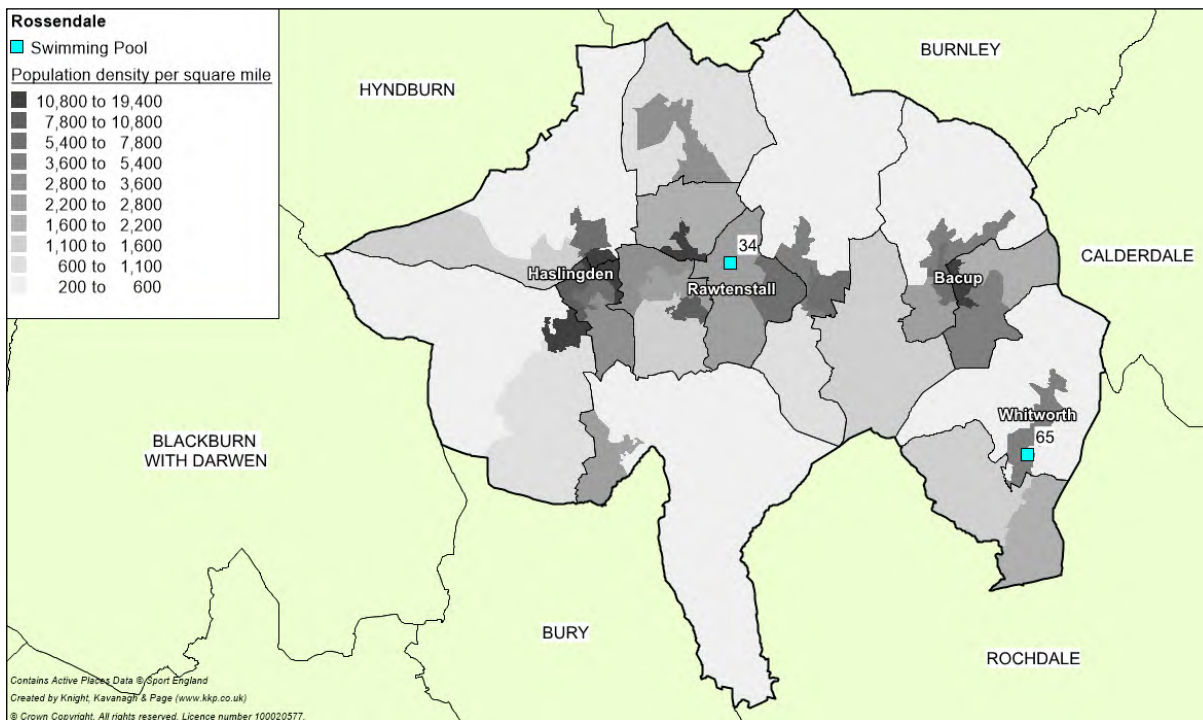 Rossendale
Swimming Pool
Population density per square mile
10,800 to 19,400
7,800 to 10,800
5,400 to 7,800
3,600 to 5,400
2,800 to 3,600
2,200 to 2,800
1,600 to 2,200
1,100 to 1,600
600 to 1,100
200 to 600
BURNLEY
HYNDBURN
34
CALDERDALE
Haslingden
Bacup
Rawtenstall
Whitworth
65
BLACKBURN
WITH DARWEN
BURY
ROCHDALE
Contains Active Places Data © Sport England
Created by Knight, Kavanagh & Page (www.kkp.co.uk)
© Crown Copyright. All rights reserved. Licence number 100020577.